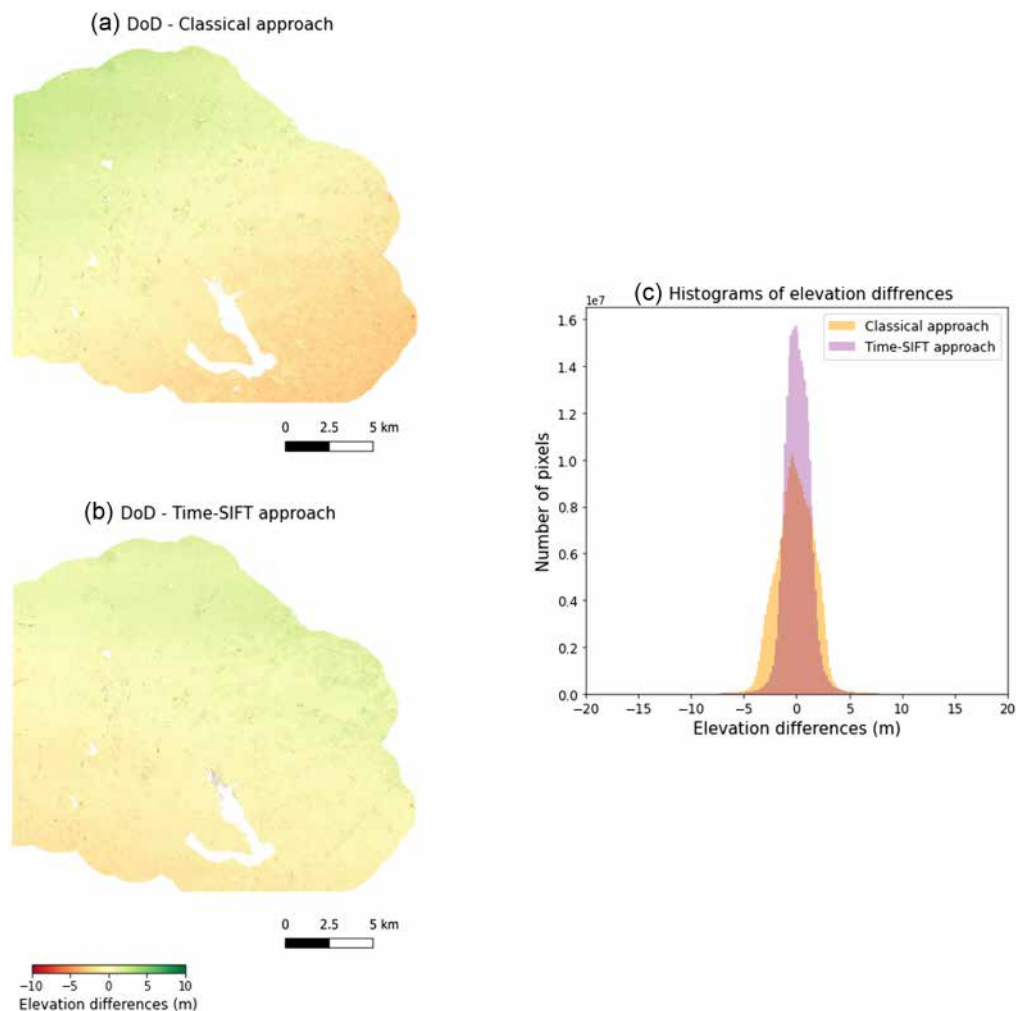 (a) DoD - Classical approach
0 2.5 5 km
(b) DoD - Time-SIFT approach
0 2.5 5 km
−10 −5 0 5 10
Elevation differences (m)
(c) Histograms of elevation diffrences
1e7
Classical approach
Time-SIFT approach
1.6
1.4
1.2
1.0
0.8
0.6
0.4
0.2
0.0
Number of pixels
−20 −15 −10 −5 0 5 10 15 20
Elevation differences (m)